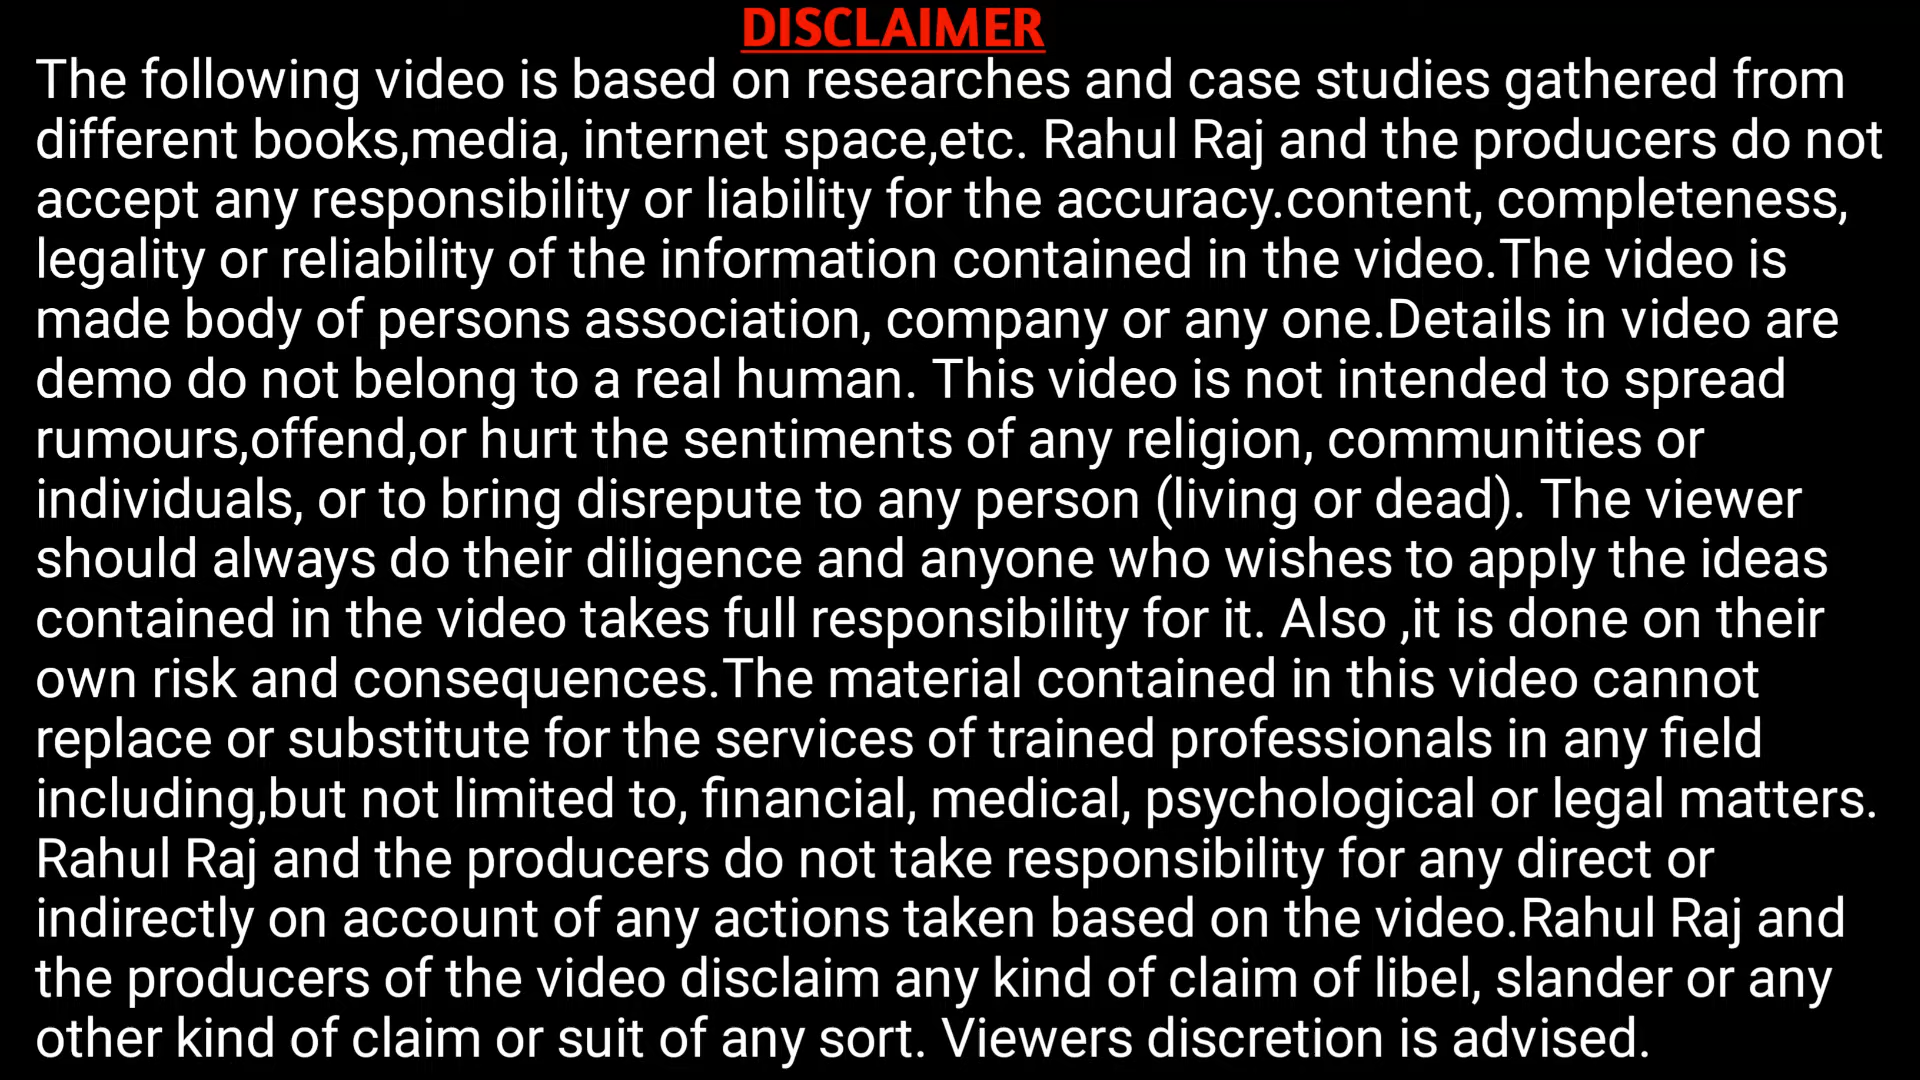 DISCLAIMER
The following video is based on researches and case studies gathered from
different books,media, internet space,etc. Rahul Raj and the producers do not
accept any responsibility or liability for the accuracy.content, completeness,
legality or reliability of the information contained in the video.The video is
made body of persons association, company or any one.Details in video are
demo do not belong to a real human. This video is not intended to spread
rumours,offend,or hurt the sentiments of any religion, communities or
individuals, or to bring disrepute to any person (living or dead). The viewer
should always do their diligence and anyone who wishes to apply the ideas
contained in the video takes full responsibility for it. Also ,it is done on their
own risk and consequences.The material contained in this video cannot
replace or substitute for the services of trained professionals in any field
including,but not limited to, financial, medical, psychological or legal matters.
Rahul Raj and the producers do not take responsibility for any direct or
indirectly on account of any actions taken based on the video.Rahul Raj and
the producers of the video disclaim any kind of claim of libel, slander or any
other kind of claim or suit of any sort. Viewers discretion is advised.